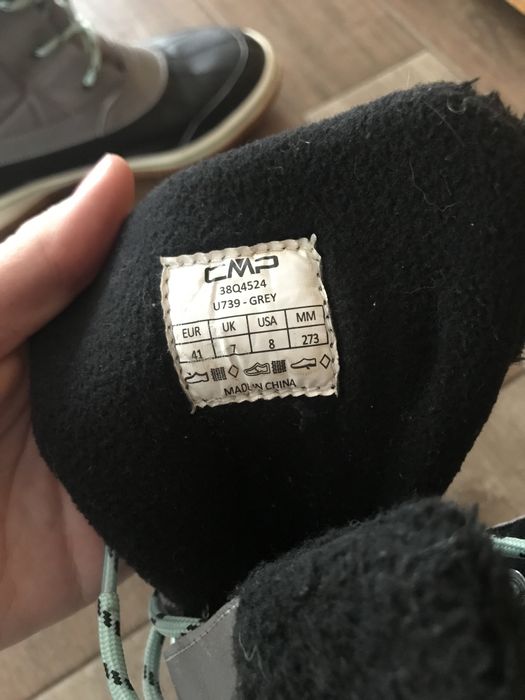 CMP
38Q4524
U739 - GREY
EUR UK USA MM
41 7 8 273
MADE IN CHINA